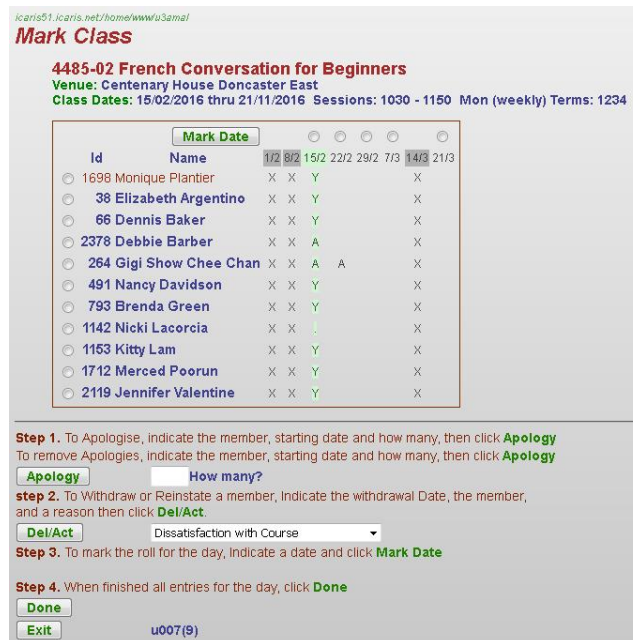 icaris51.icaris.net/home/www/u3amal
Mark Class
4485-02 French Conversation for Beginners
Venue: Centenary House Doncaster East
Class Dates: 15/02/2016 thru 21/11/2016 Sessions: 1030 - 1150 Mon (weekly) Terms: 1234
Mark Date
Id Name 1/2 8/2 15/2 22/2 29/2 7/3 14/3 21/3
1698 Monique Plantier X X Y X
38 Elizabeth Argentino X X Y X
66 Dennis Baker X X Y X
2378 Debbie Barber X X A X
264 Gigi Show Chee Chan X X A A X
491 Nancy Davidson X X Y X
793 Brenda Green X X Y X
1142 Nicki Lacorcia X X ! X
1153 Kitty Lam X X Y X
1712 Merced Poorun X X Y X
2119 Jennifer Valentine X X Y X
Step 1. To Apologise, indicate the member, starting date and how many, then click Apology
To remove Apologies, indicate the member, starting date and how many, then click Apology
Apology How many?
step 2. To Withdraw or Reinstate a member, Indicate the withdrawal Date, the member,
and a reason then click Del/Act.
Del/Act Dissatisfaction with Course
Step 3. To mark the roll for the day, Indicate a date and click Mark Date
Step 4. When finished all entries for the day, click Done
Done
Exit u007(9)